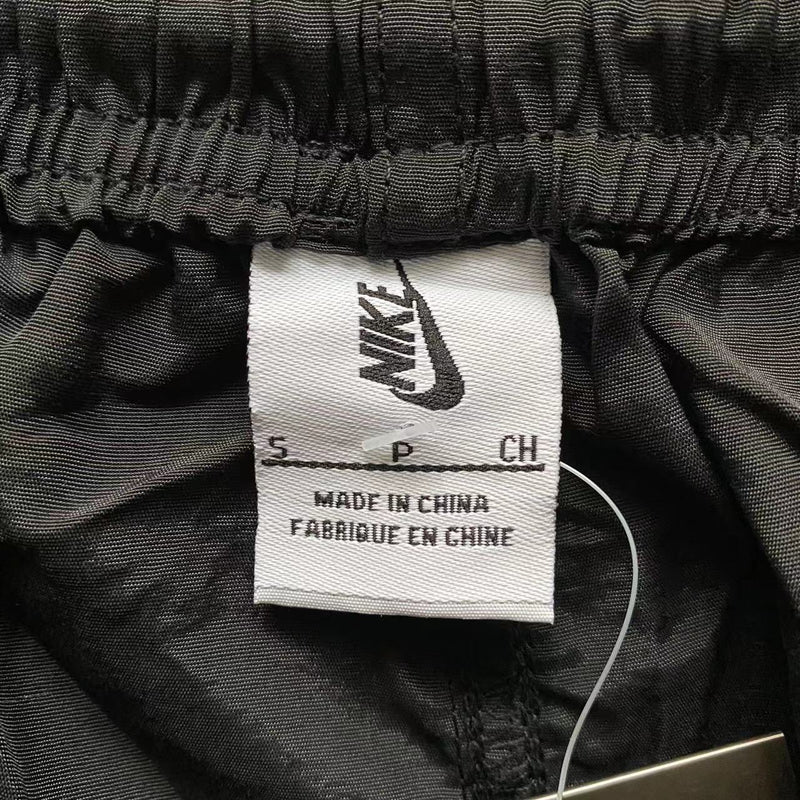 NIKE
S P CH
MADE IN CHINA
FABRIQUE EN CHINE